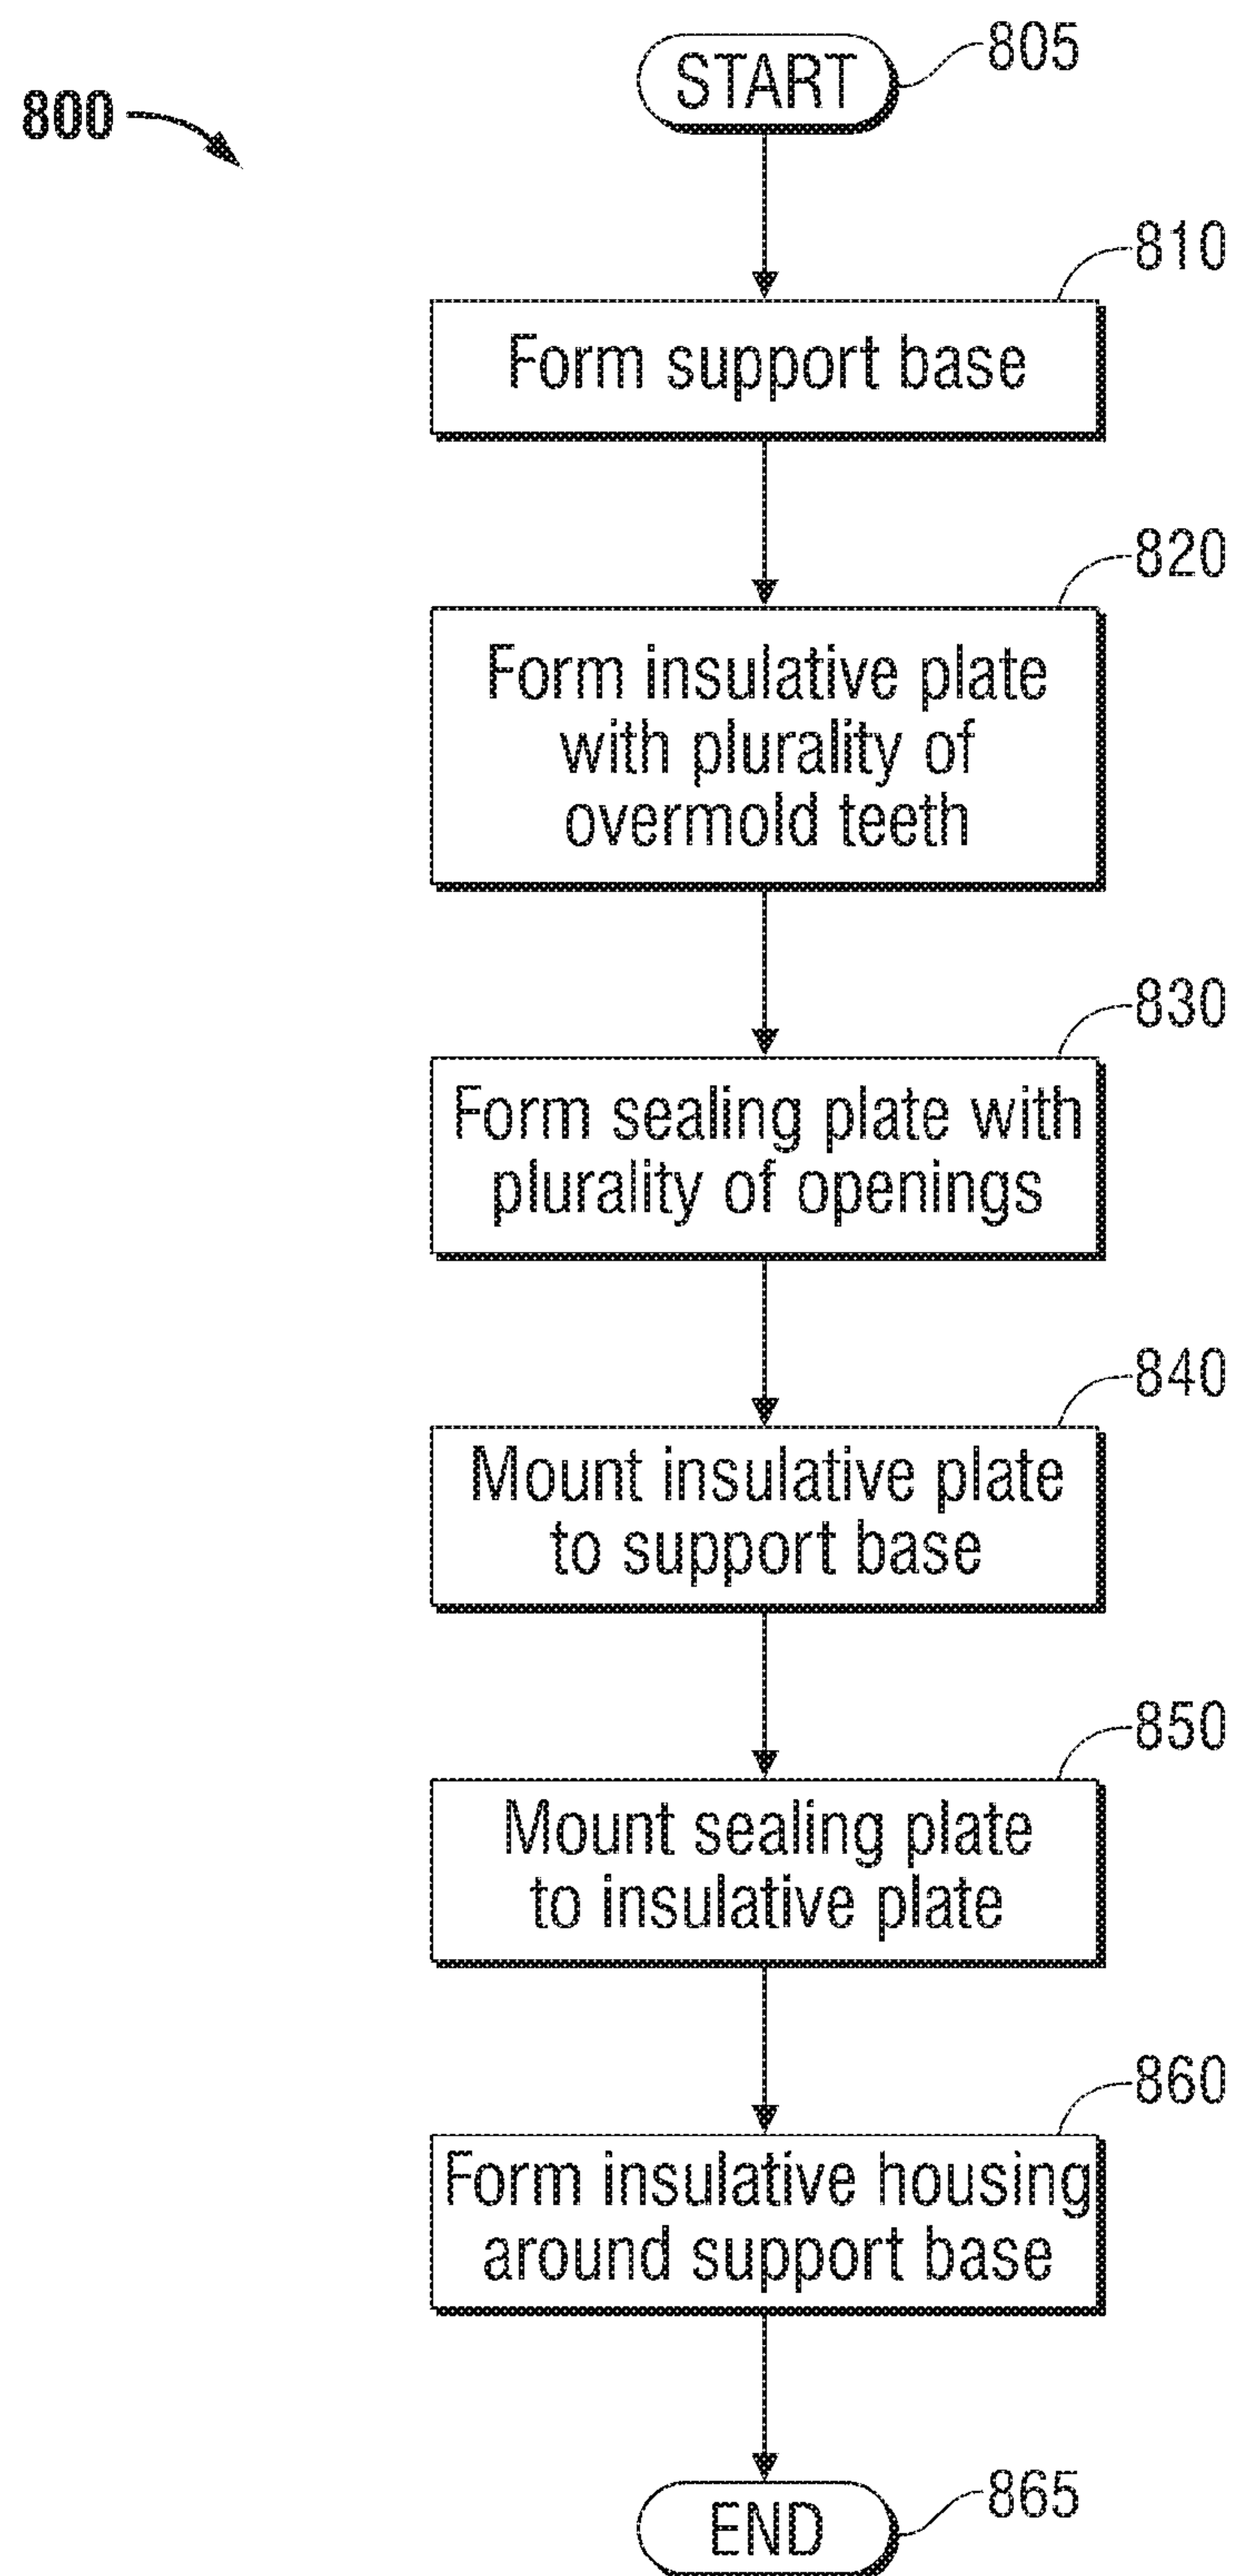 805
START
800
810
Form support base
820
Form insulative plate
with plurality of
overmold teeth
830
Form sealing plate with
plurality of openings
840
Mount insulative plate
to support base
850
Mount sealing plate
to insulative plate
860
Form insulative housing
around support base
865
END